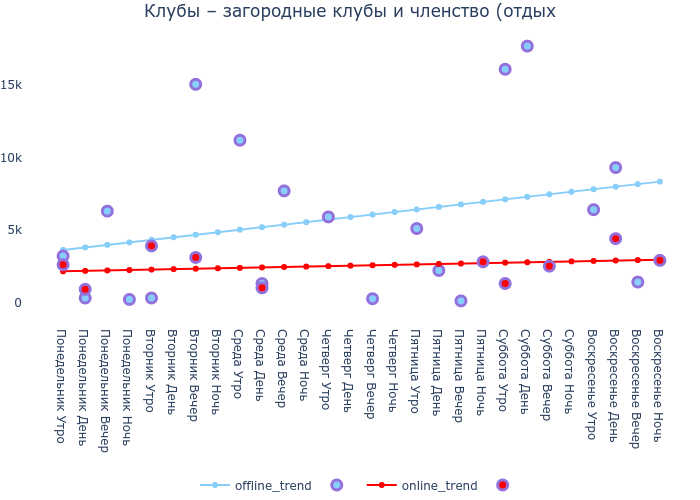 Клубы – загородные клубы и членство (отдых
15k
10k
5k
0
Понедельник Утро
Понедельник День
Понедельник Вечер
Понедельник Ночь
Вторник Утро
Вторник День
Вторник Вечер
Вторник Ночь
Среда Утро
Среда День
Среда Вечер
Среда Ночь
Четверг Утро
Четверг День
Четверг Вечер
Четверг Ночь
Пятница Утро
Пятница День
Пятница Вечер
Пятница Ночь
Суббота Утро
Суббота День
Суббота Вечер
Суббота Ночь
Воскресенье Утро
Воскресенье День
Воскресенье Вечер
Воскресенье Ночь
offline_trend
online_trend